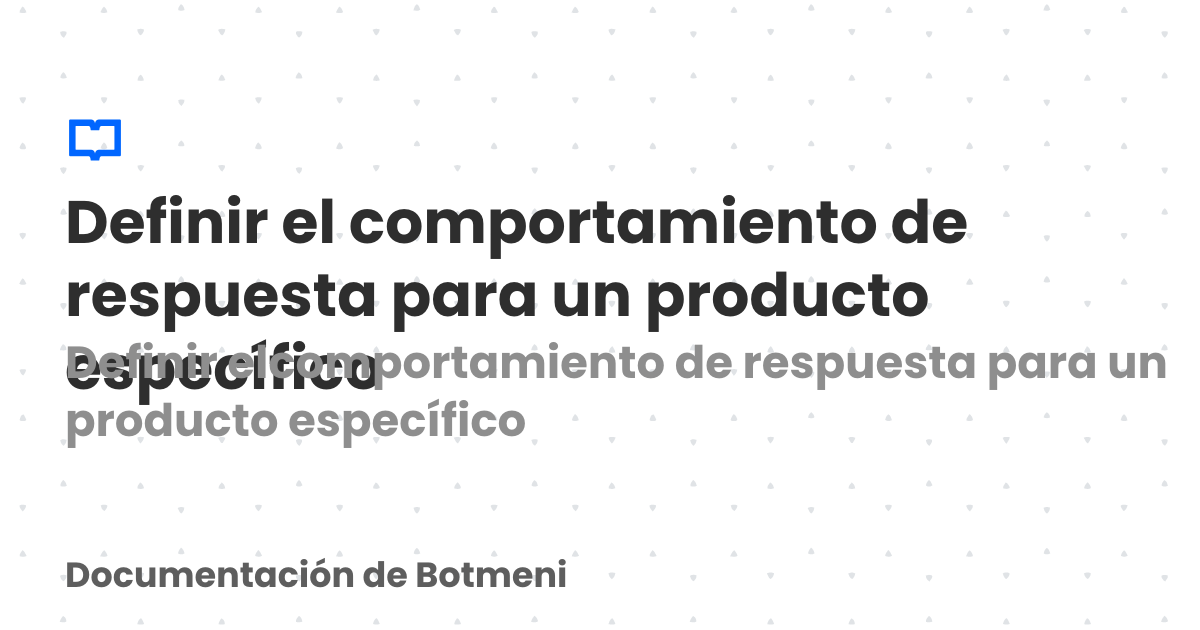 Definir el comportamiento de
respuesta para un producto
específico
Definir el comportamiento de respuesta para un
producto específico
Documentación de Botmeni